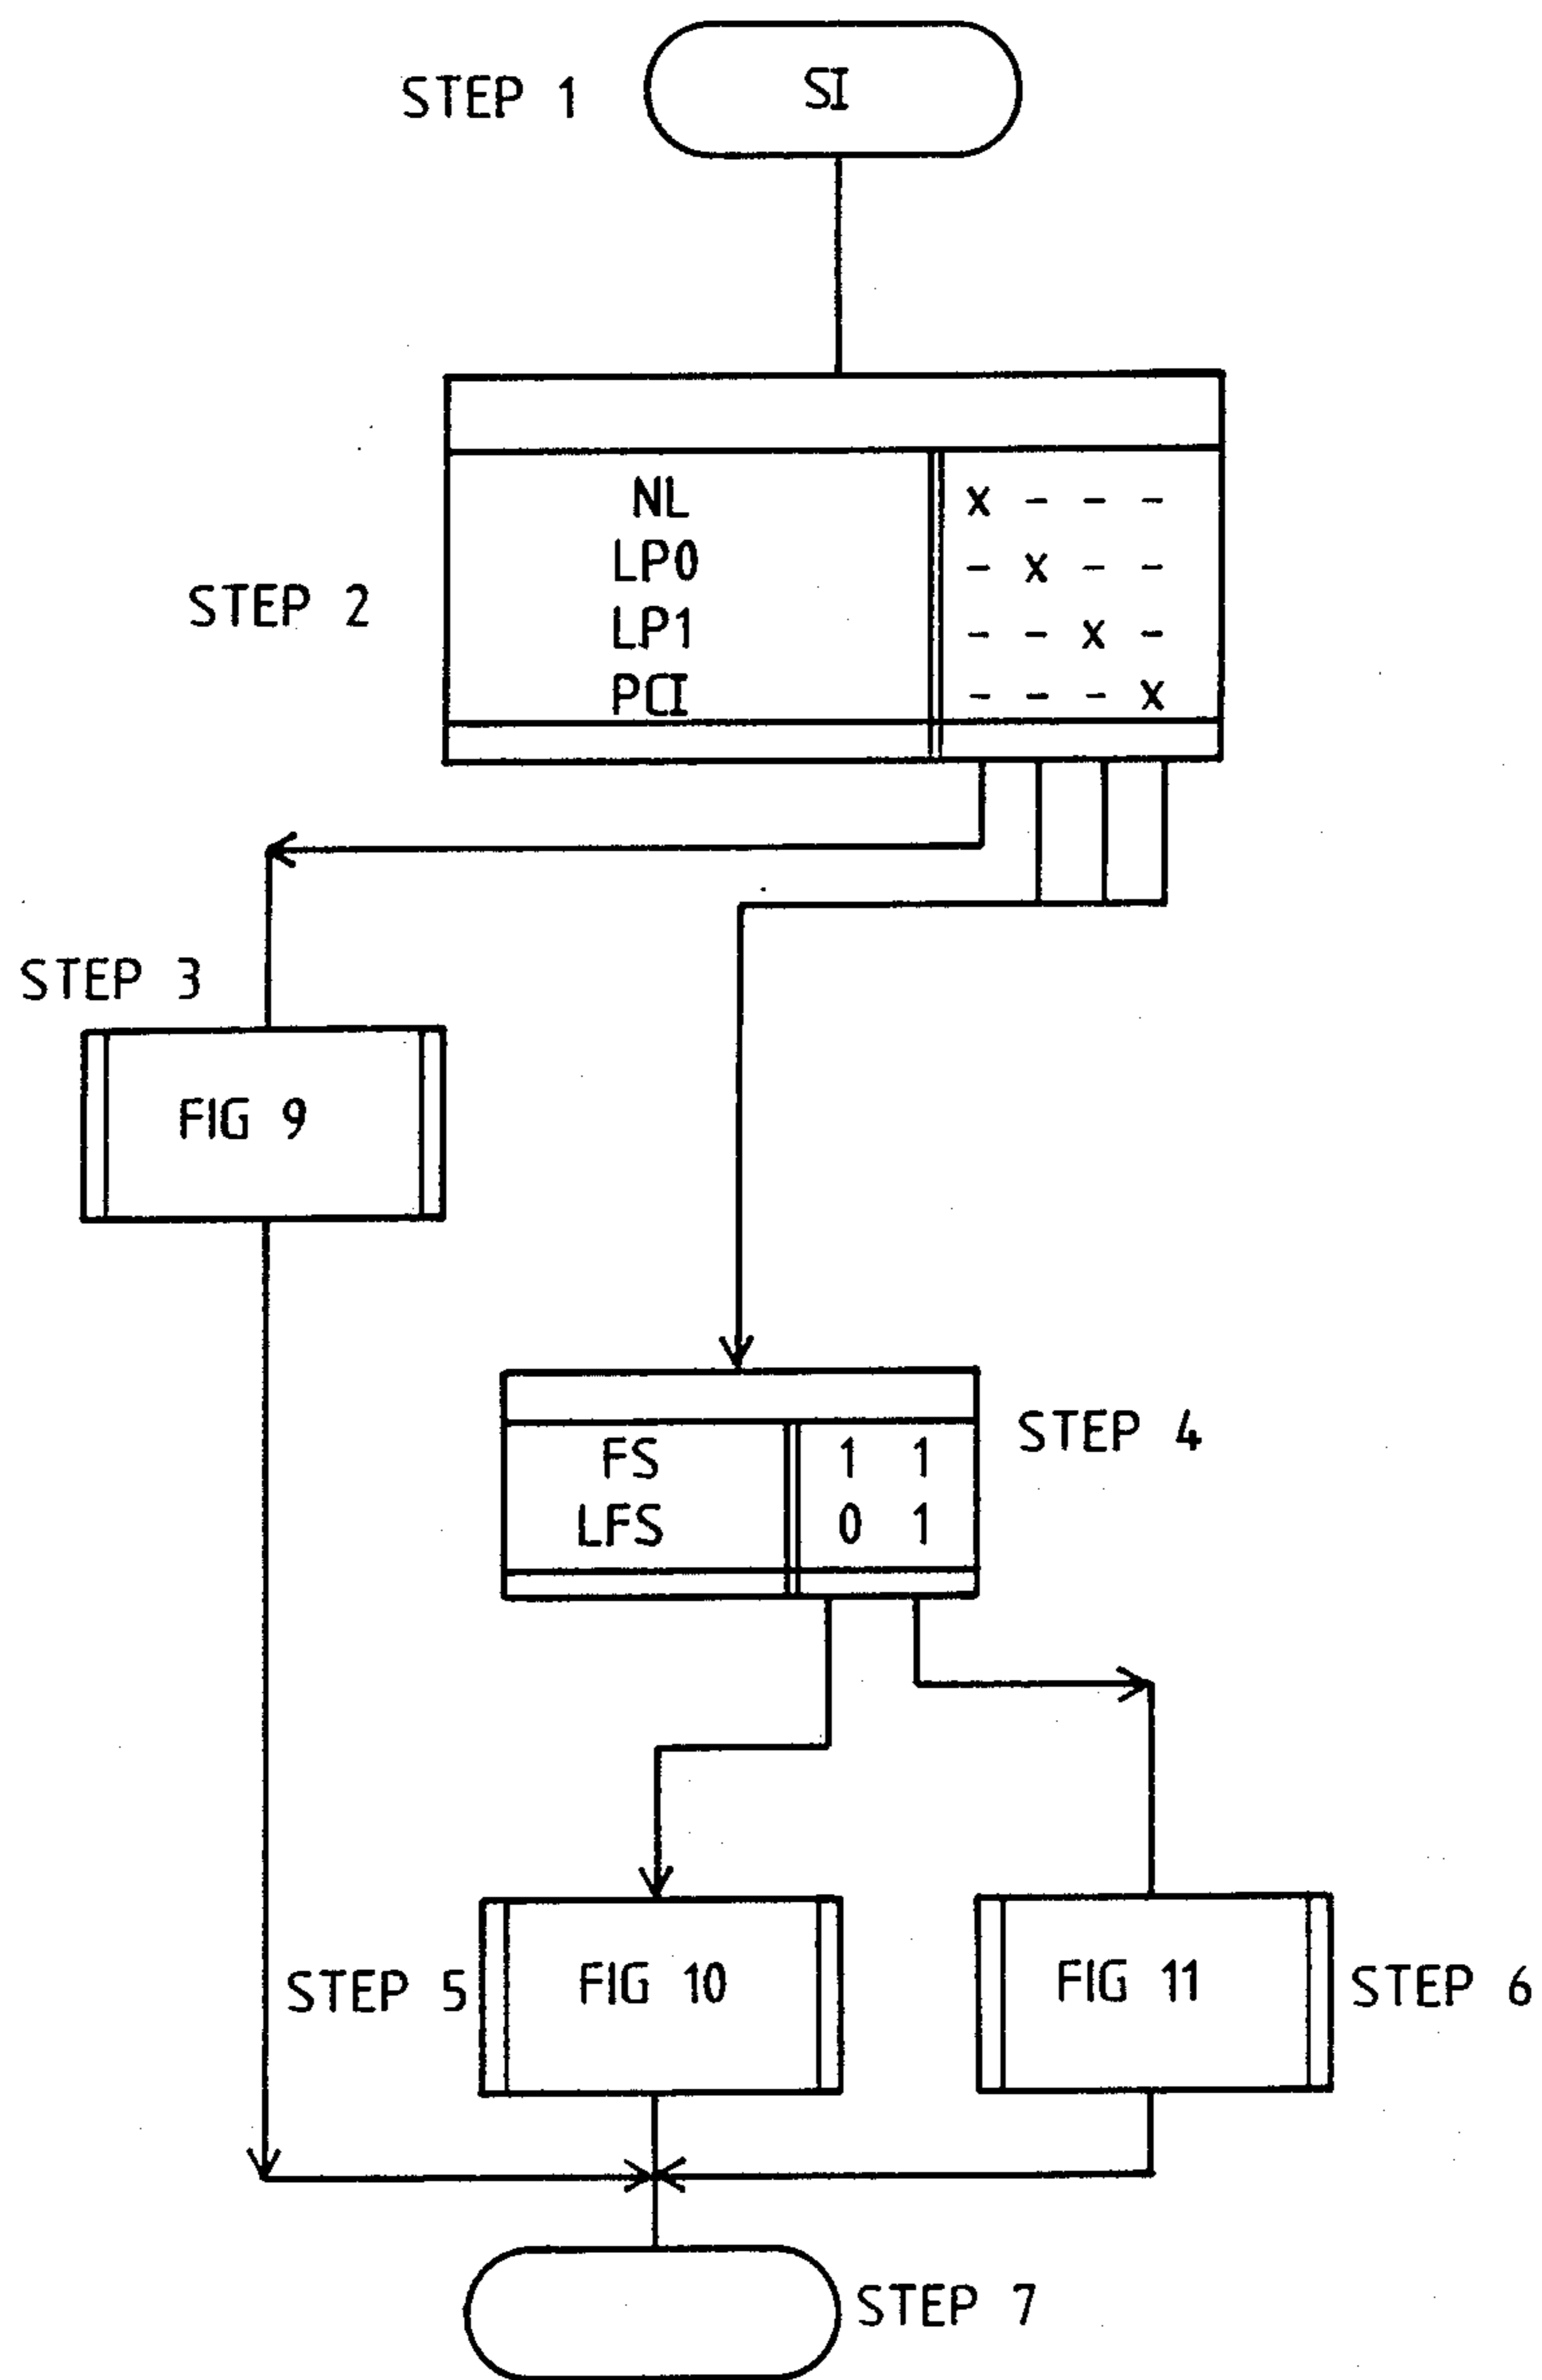 STEP 1
SI
STEP 2
NL x - - -
LP0 - x - -
LP1 - - x -
PCI - - - x
STEP 3
FIG 9
STEP 4
FS 1 1
LFS 0 1
STEP 5
FIG 10
FIG 11
STEP 6
STEP 7